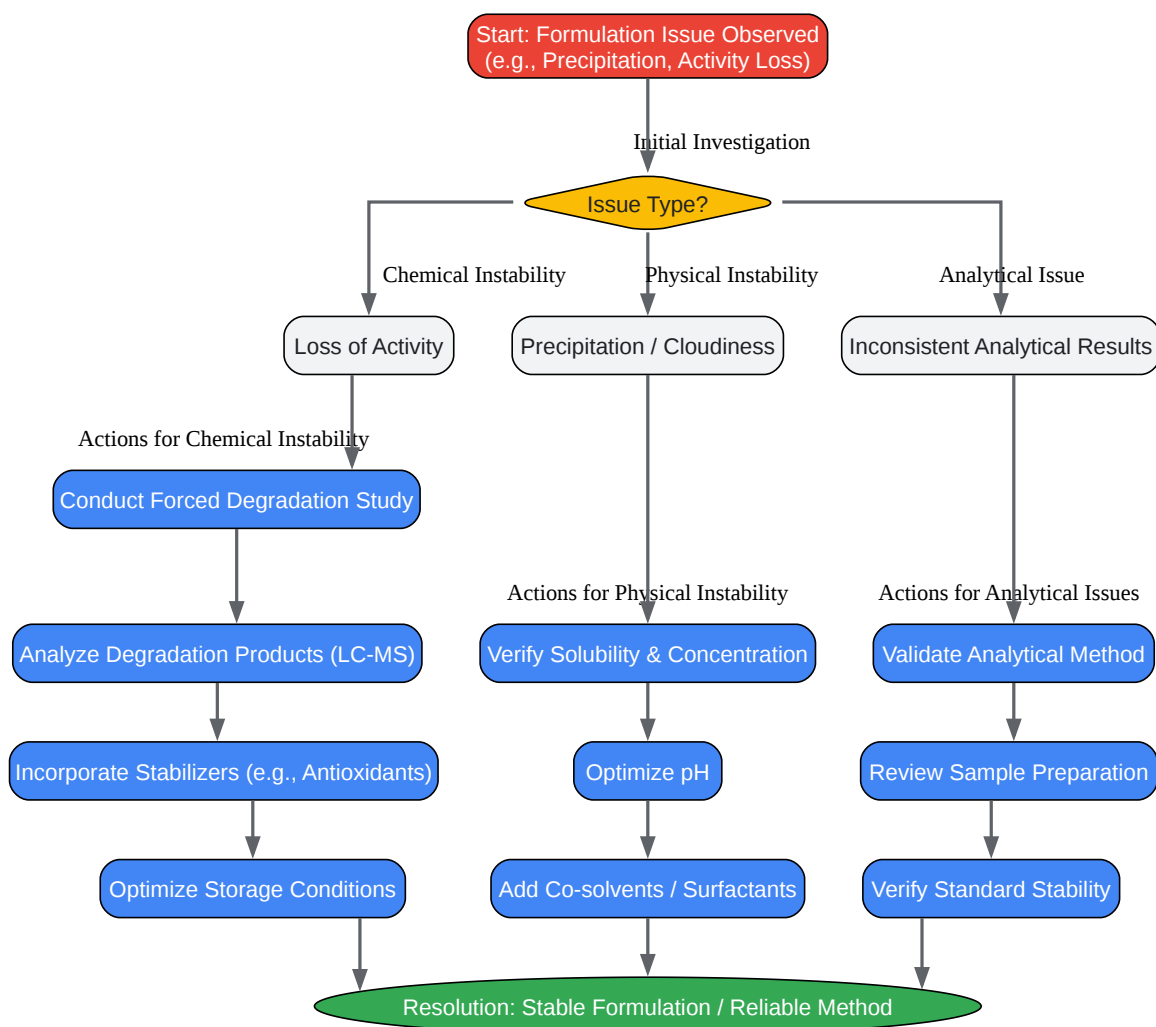 Start: Formulation Issue Observed
(e.g., Precipitation, Activity Loss)
Initial Investigation
Issue Type?
Chemical Instability
Physical Instability
Analytical Issue
Loss of Activity
Precipitation / Cloudiness
Inconsistent Analytical Results
Actions for Chemical Instability
Conduct Forced Degradation Study
Actions for Physical Instability
Actions for Analytical Issues
Analyze Degradation Products (LC-MS)
Verify Solubility & Concentration
Validate Analytical Method
Incorporate Stabilizers (e.g., Antioxidants)
Optimize pH
Review Sample Preparation
Optimize Storage Conditions
Add Co-solvents / Surfactants
Verify Standard Stability
Resolution: Stable Formulation / Reliable Method